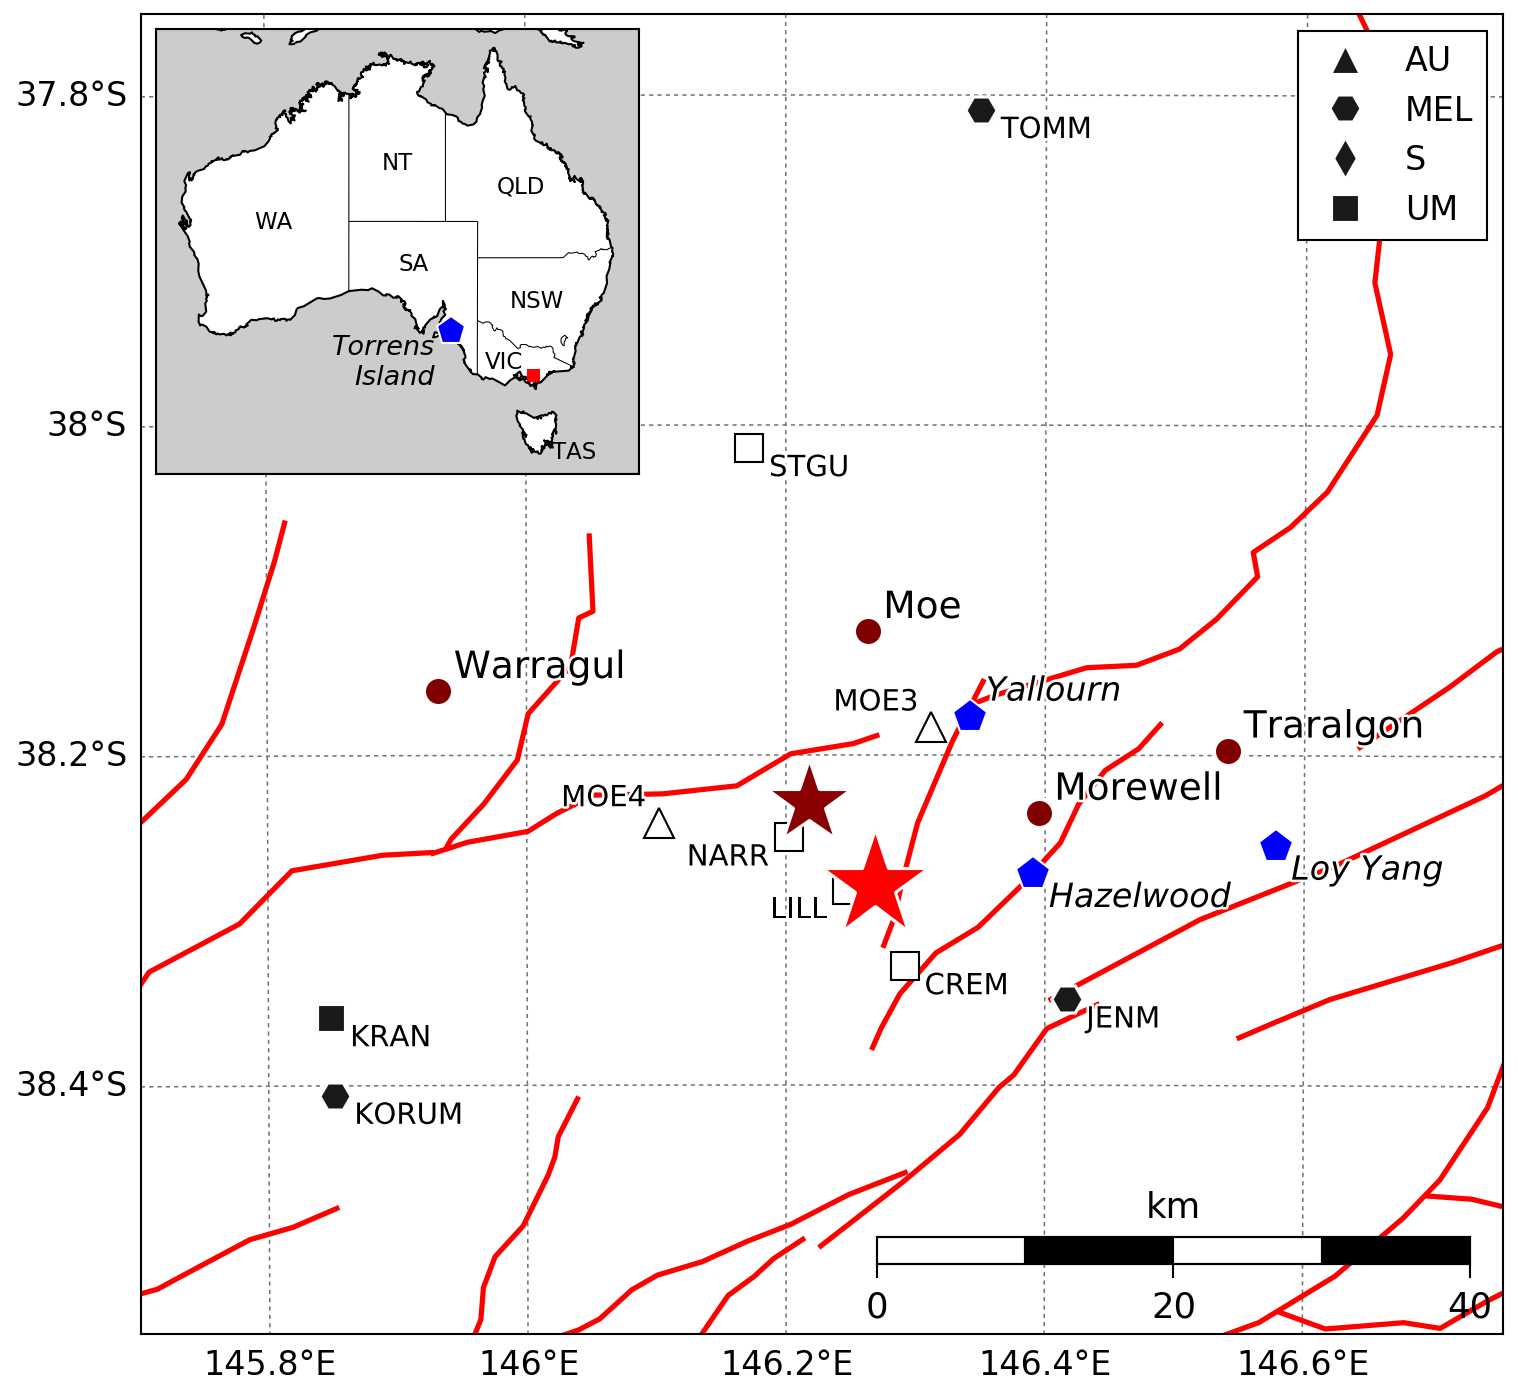 37.8°S
38°S
38.2°S
38.4°S
145.8°E
146°E
146.2°E
146.4°E
146.6°E
WA
NT
QLD
SA
NSW
VIC
TAS
Torrens
Island
AU
MEL
S
UM
TOMM
STGU
Moe
Warragul
MOE3
Yallourn
Traralgon
MOE4
Morewell
NARR
Loy Yang
Hazelwood
LILL
CREM
JENM
KRAN
KORUM
km
0
20
40